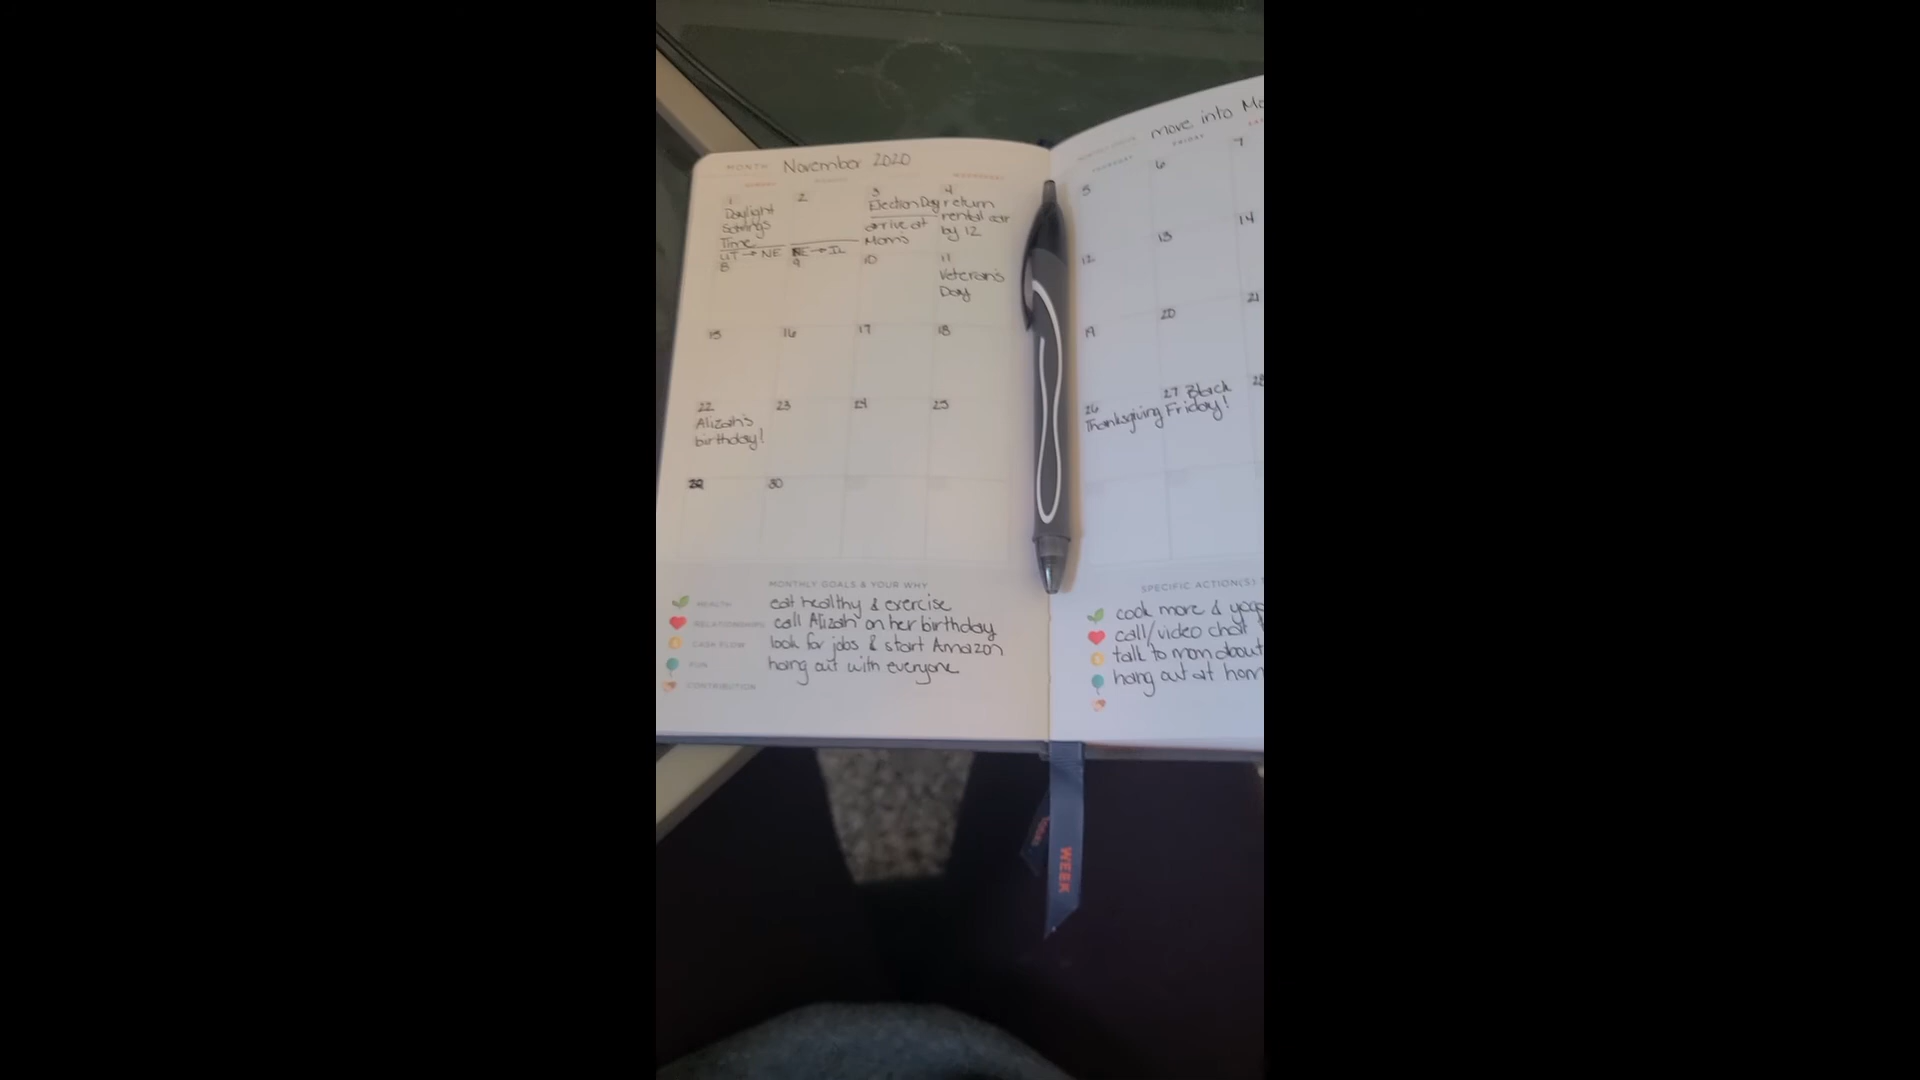 MONTH November 2020
1
Daylight
Savings
Time
UT → NE
2
NE → IL
3
Election Day
arrive at
Mom's
4
return
rental car
by 12
8
9
10
11
Veteran's
Day
15
16
17
18
22
Alizah's
birthday!
23
24
25
29
30
MONTHLY GOALS & YOUR WHY
HEALTH eat healthy & exercise
RELATIONSHIPS call Alizah on her birthday
CASH FLOW look for jobs & start Amazon
FUN hang out with everyone
CONTRIBUTION
move into
THURSDAY
FRIDAY
5
6
7
12
13
14
19
20
21
26
Thanksgiving
27 Black
Friday!
28
SPECIFIC ACTION(S)
cook more & yoga
call/video chat
talk to mom about
hang out at hom
WEEK